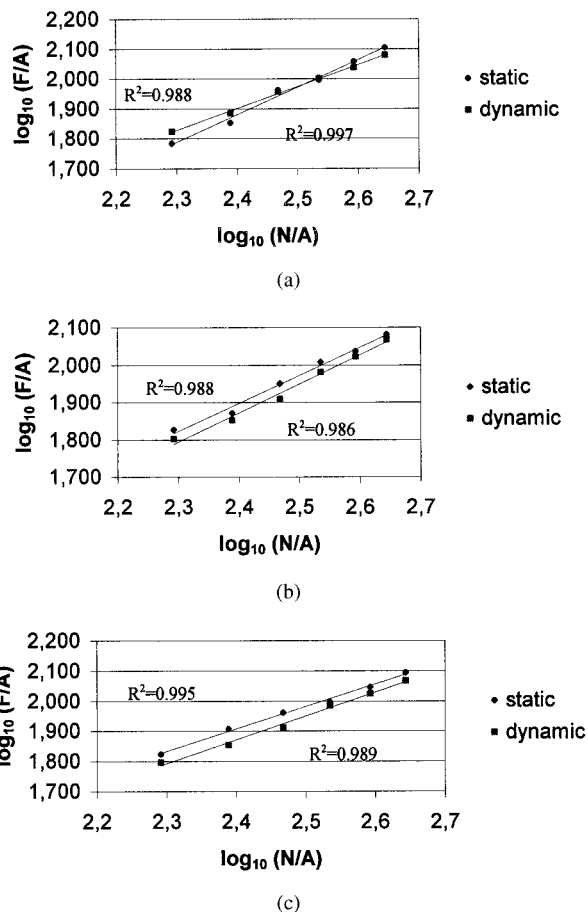 2,200
2,100
2,000
1,900
1,800
1,700
log₁₀ (F/A)
R²=0.988
R²=0.997
2,2 2,3 2,4 2,5 2,6 2,7
log₁₀ (N/A)
static
dynamic
(a)
2,100
2,000
1,900
1,800
1,700
log₁₀ (F/A)
R²=0.988
R²=0.986
2,2 2,3 2,4 2,5 2,6 2,7
log₁₀ (N/A)
static
dynamic
(b)
2,200
2,100
2,000
1,900
1,800
1,700
log₁₀ (F/A)
R²=0.995
R²=0.989
2,2 2,3 2,4 2,5 2,6 2,7
log₁₀ (N/A)
static
dynamic
(c)